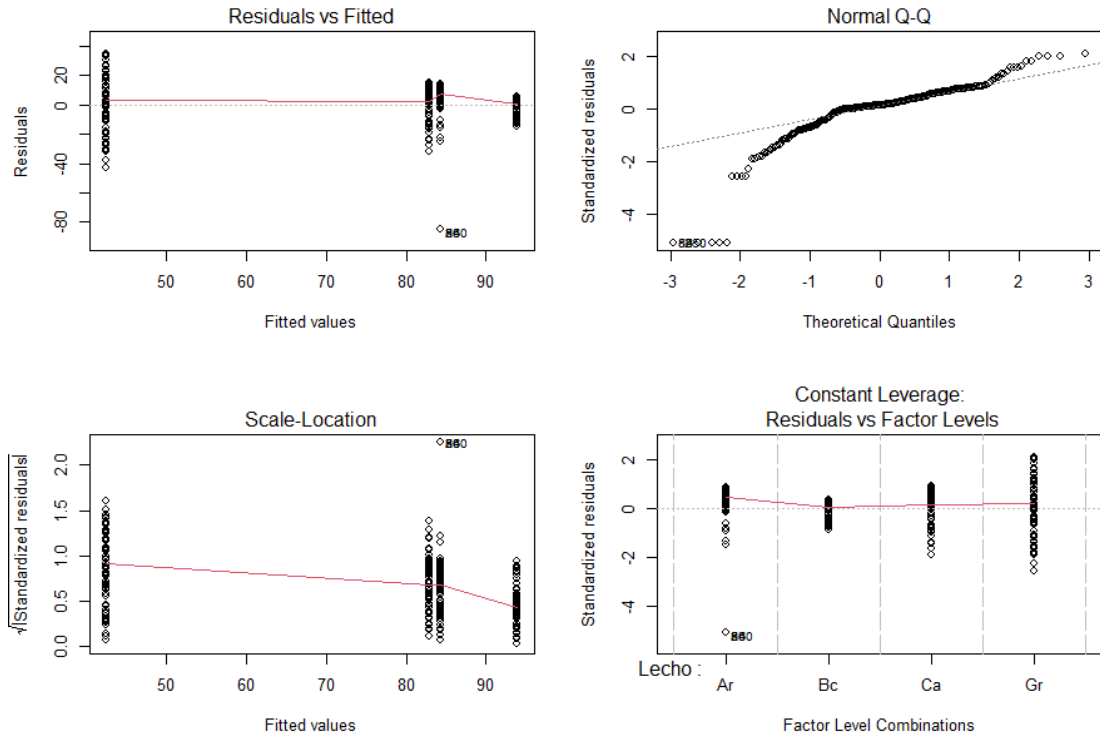 Residuals vs Fitted
Residuals
20
0
-40
-80
50
60
70
80
90
Fitted values
Normal Q-Q
Standardized residuals
2
0
-2
-4
-3
-2
-1
0
1
2
3
Theoretical Quantiles
Scale-Location
√|Standardized residuals|
2.0
1.5
1.0
0.5
0.0
50
60
70
80
90
Fitted values
Constant Leverage:
Residuals vs Factor Levels
Standardized residuals
2
0
-2
-4
Lecho :
Ar
Bc
Ca
Gr
Factor Level Combinations